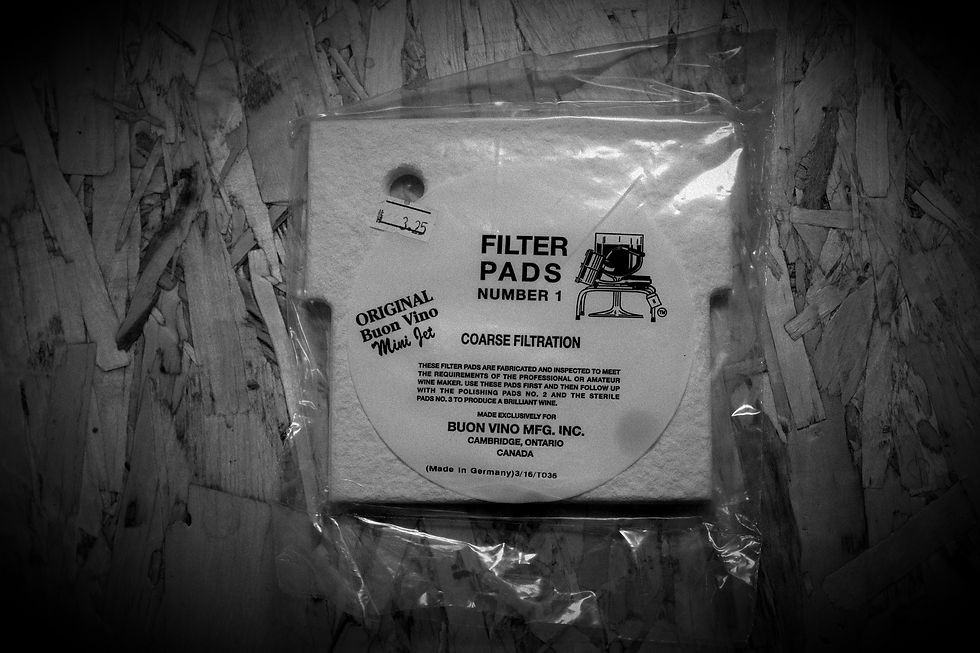 3.25
FILTER
PADS
NUMBER 1
TM
ORIGINAL
Buon Vino
Mini Jet
COARSE FILTRATION
THESE FILTER PADS ARE FABRICATED AND INSPECTED TO MEET
THE REQUIREMENTS OF THE PROFESSIONAL OR AMATEUR
WINE MAKER. USE THESE PADS FIRST AND THEN FOLLOW UP
WITH THE POLISHING PADS NO. 2 AND THE STERILE
PADS NO. 3 TO PRODUCE A BRILLIANT WINE.
MADE EXCLUSIVELY FOR
BUON VINO MFG. INC.
CAMBRIDGE, ONTARIO
CANADA
(Made in Germany)3/16/T036